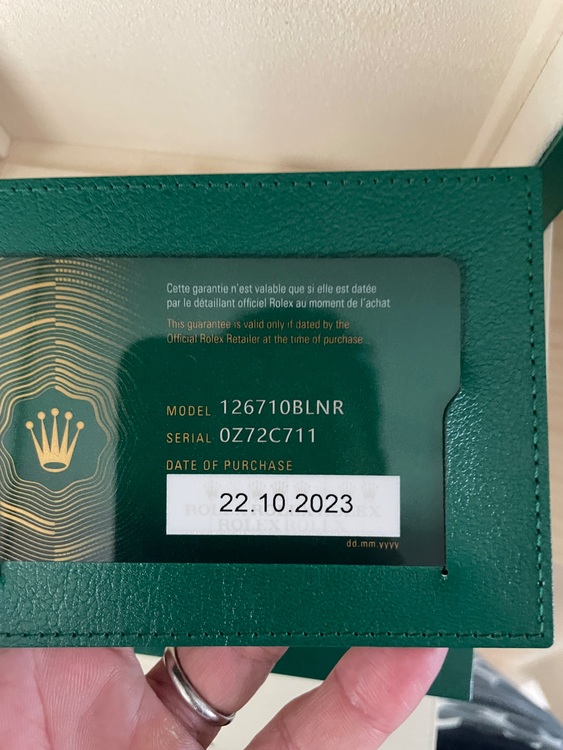 Cette garantie n'est valable que si elle est datée
par le détaillant officiel Rolex au moment de l'achat
This guarantee is valid only if dated by the
Official Rolex Retailer at the time of purchase
MODEL 126710BLNR
SERIAL 0Z72C711
DATE OF PURCHASE
22.10.2023
ROLEX ROLEX
dd.mm.yyyy